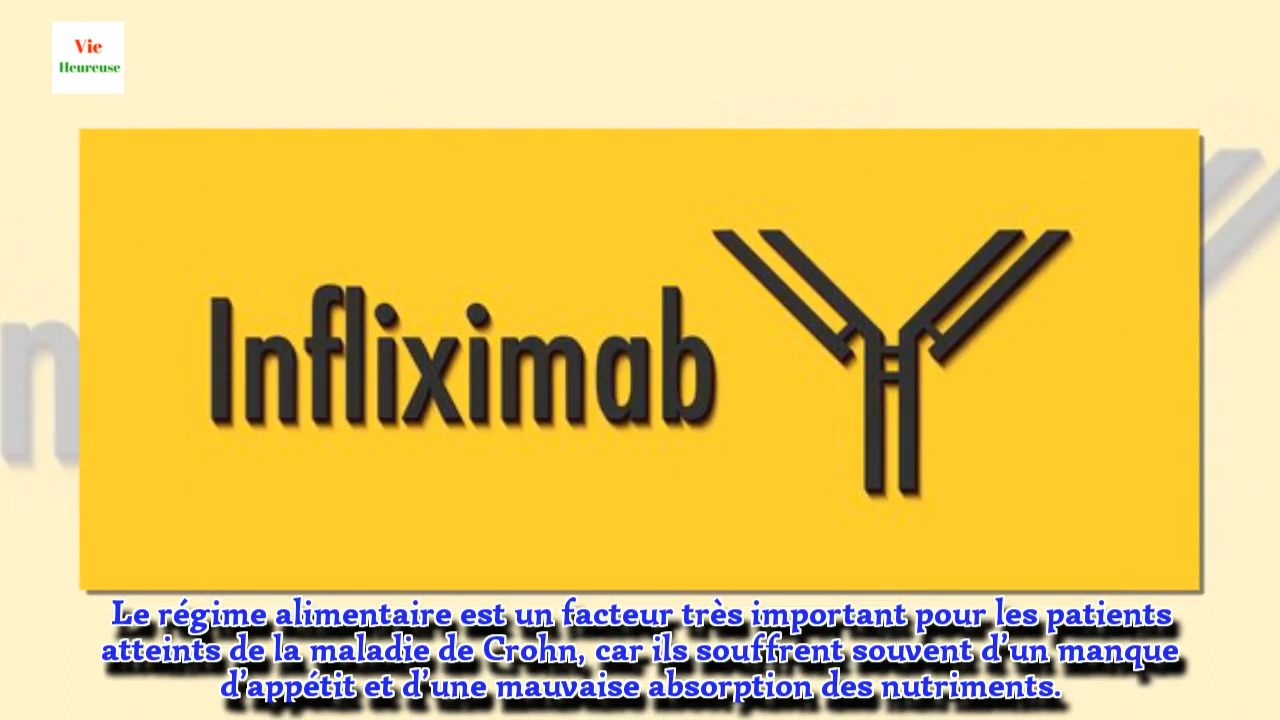 Vie
Heureuse
Infliximab
Le régime alimentaire est un facteur très important pour les patients
atteints de la maladie de Crohn, car ils souffrent souvent d'un manque
d'appétit et d'une mauvaise absorption des nutriments.